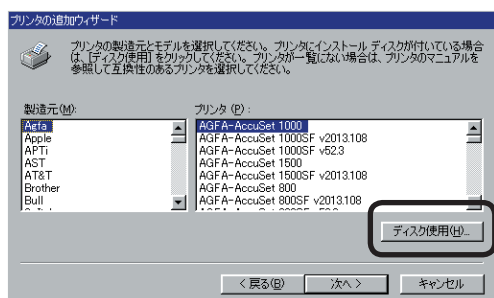 プリンタの追加ウィザード
プリンタの製造元とモデルを選択してください。プリンタにインストール ディスクが付いている場合
は、[ディスク使用] をクリックしてください。プリンタが一覧にない場合は、プリンタのマニュアルを
参照して互換性のあるプリンタを選択してください。
製造元(M):
Agfa
Apple
APTi
AST
AT&T
Brother
Bull
プリンタ (P) :
AGFA-AccuSet 1000
AGFA-AccuSet 1000SF v2013.108
AGFA-AccuSet 1000SF v52.3
AGFA-AccuSet 1500
AGFA-AccuSet 1500SF v2013.108
AGFA-AccuSet 800
AGFA-AccuSet 800SF v2013.108
ディスク使用(H)...
< 戻る(B)
次へ >
キャンセル